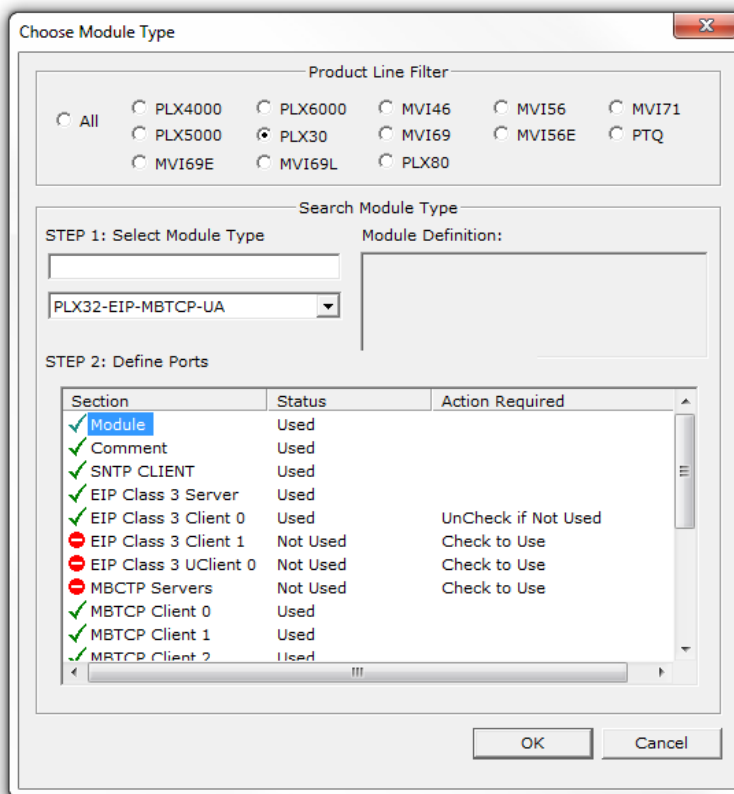 Choose Module Type
Product Line Filter
All
PLX4000 PLX6000 MVI46 MVI56 MVI71
PLX5000 PLX30 MVI69 MVI56E PTQ
MVI69E MVI69L PLX80
Search Module Type
STEP 1: Select Module Type Module Definition:
PLX32-EIP-MBTCP-UA
STEP 2: Define Ports
Section Status Action Required
Module Used
Comment Used
SNTP CLIENT Used
EIP Class 3 Server Used
EIP Class 3 Client 0 Used UnCheck if Not Used
EIP Class 3 Client 1 Not Used Check to Use
EIP Class 3 UClient 0 Not Used Check to Use
MBCTP Servers Not Used Check to Use
MBTCP Client 0 Used
MBTCP Client 1 Used
MBTCP Client 2 Used
OK Cancel